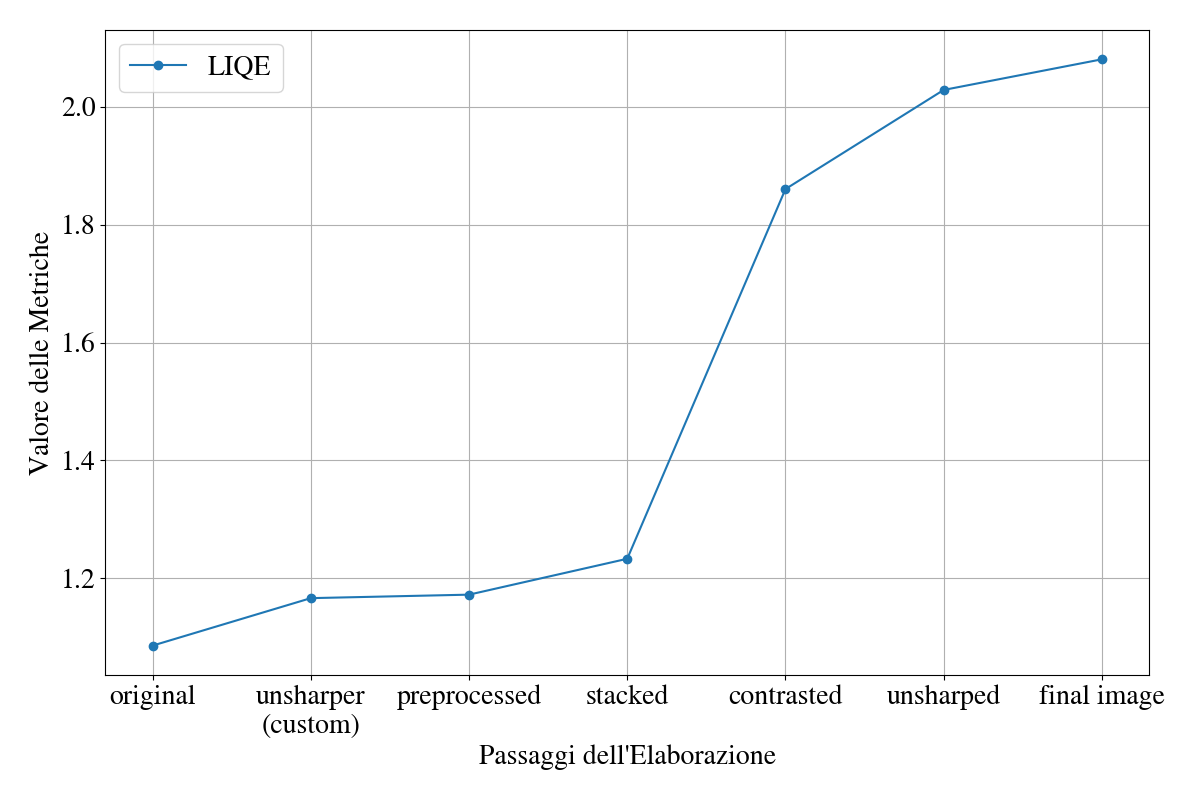 LIQE
Valore delle Metriche
2.0
1.8
1.6
1.4
1.2
original unsharper preprocessed stacked contrasted unsharped final image
(custom)
Passaggi dell'Elaborazione